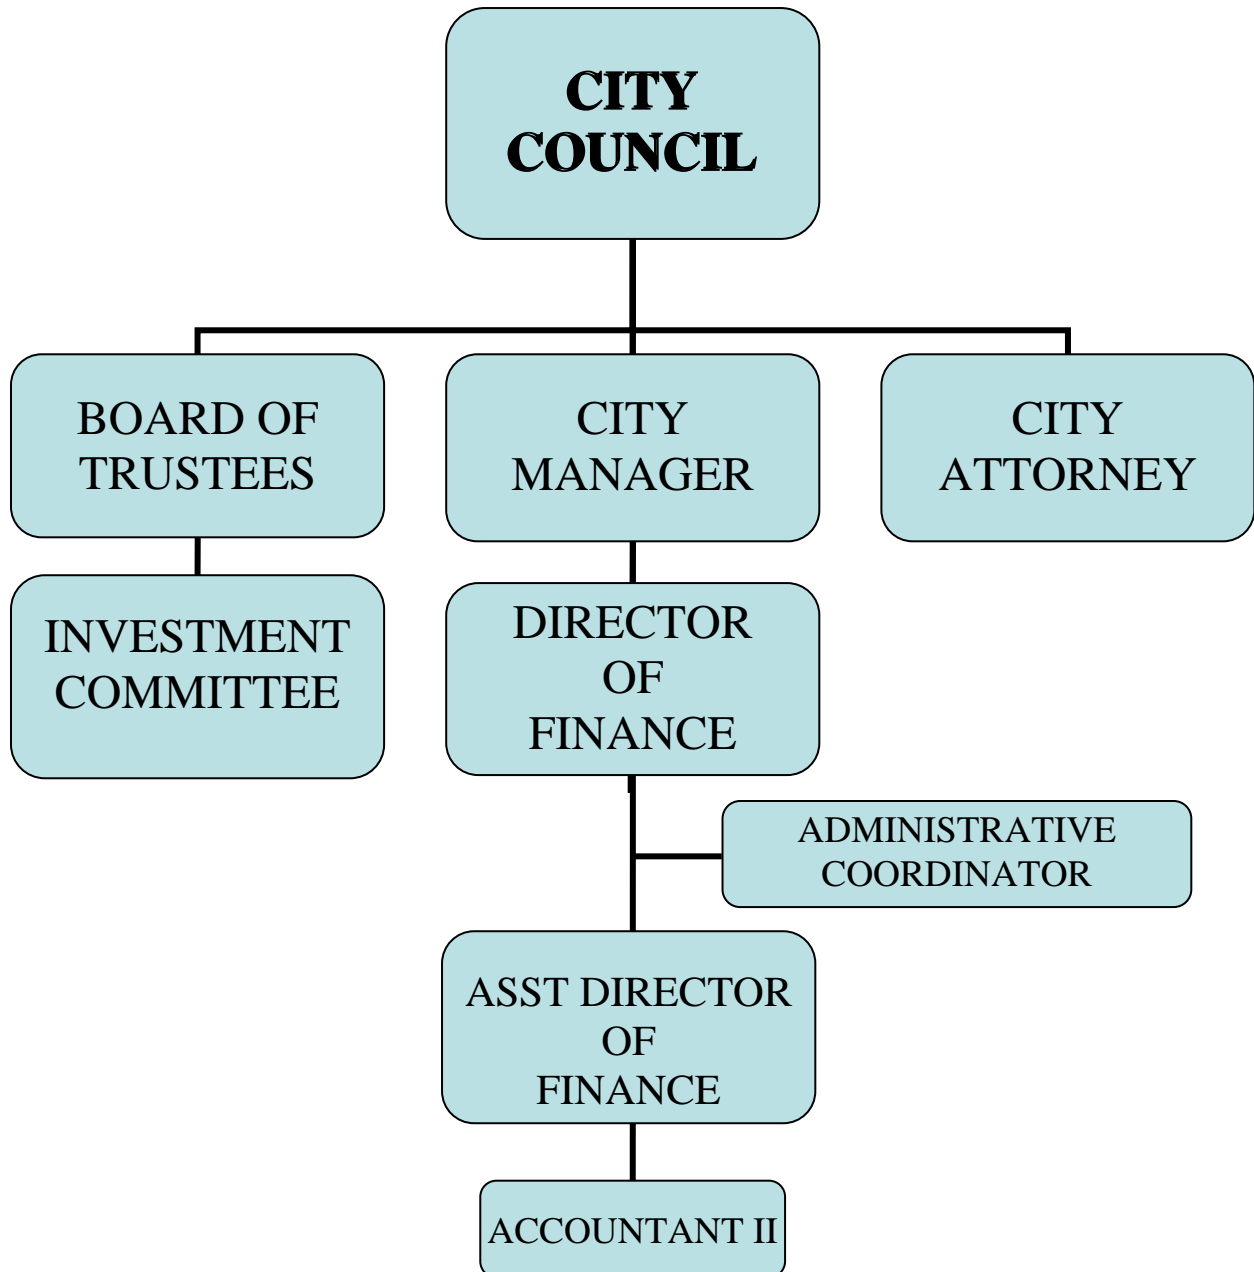 CITY
COUNCIL
BOARD OF
TRUSTEES
CITY
MANAGER
CITY
ATTORNEY
INVESTMENT
COMMITTEE
DIRECTOR
OF
FINANCE
ADMINISTRATIVE
COORDINATOR
ASST DIRECTOR
OF
FINANCE
ACCOUNTANT II